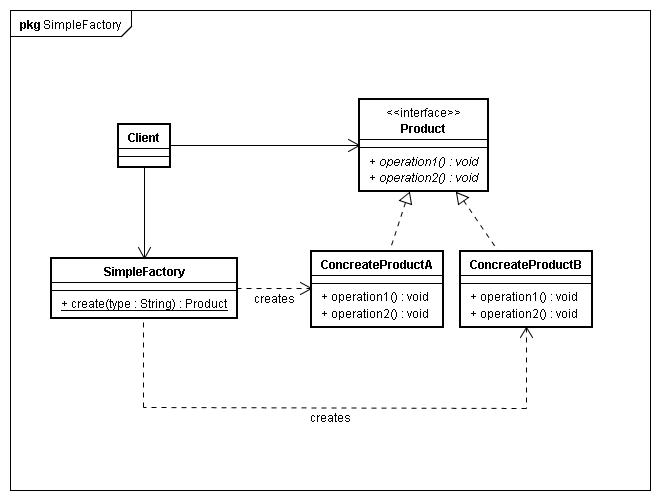 pkg SimpleFactory
<<interface>>
Product
+ operation1() : void
+ operation2() : void
Client
SimpleFactory
+ create(type : String) : Product
creates
ConcreateProductA
+ operation1() : void
+ operation2() : void
ConcreateProductB
+ operation1() : void
+ operation2() : void
creates